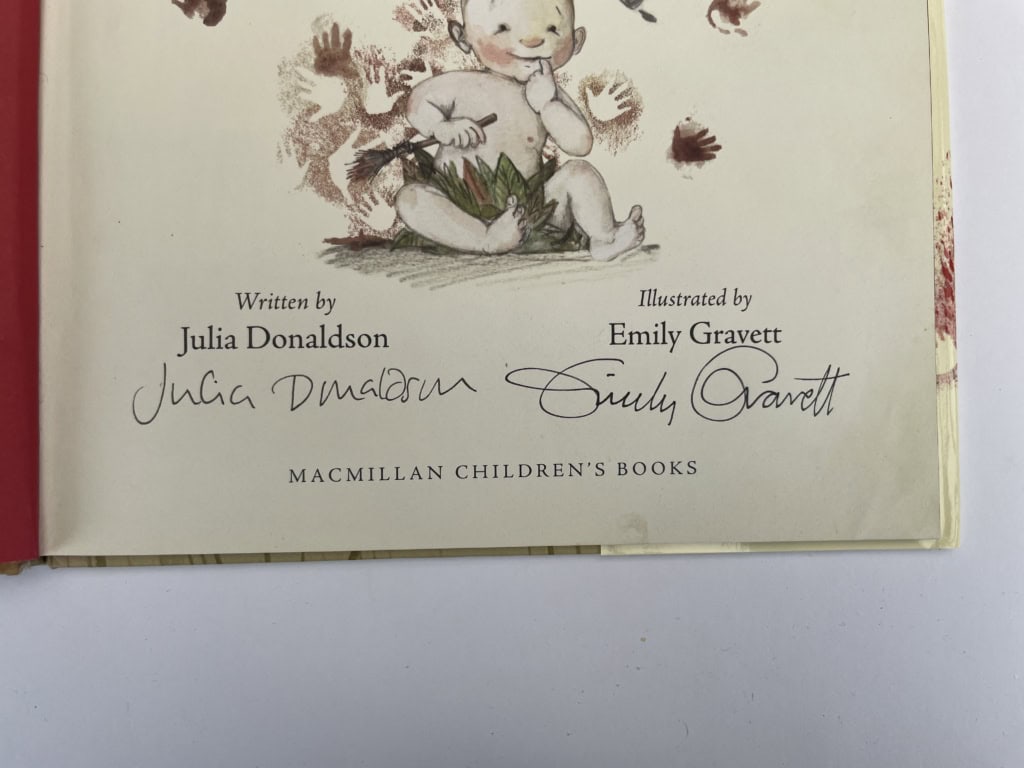 Written by
Julia Donaldson
Illustrated by
Emily Gravett
Julia Donaldson
Emily Gravett
MACMILLAN CHILDREN'S BOOKS